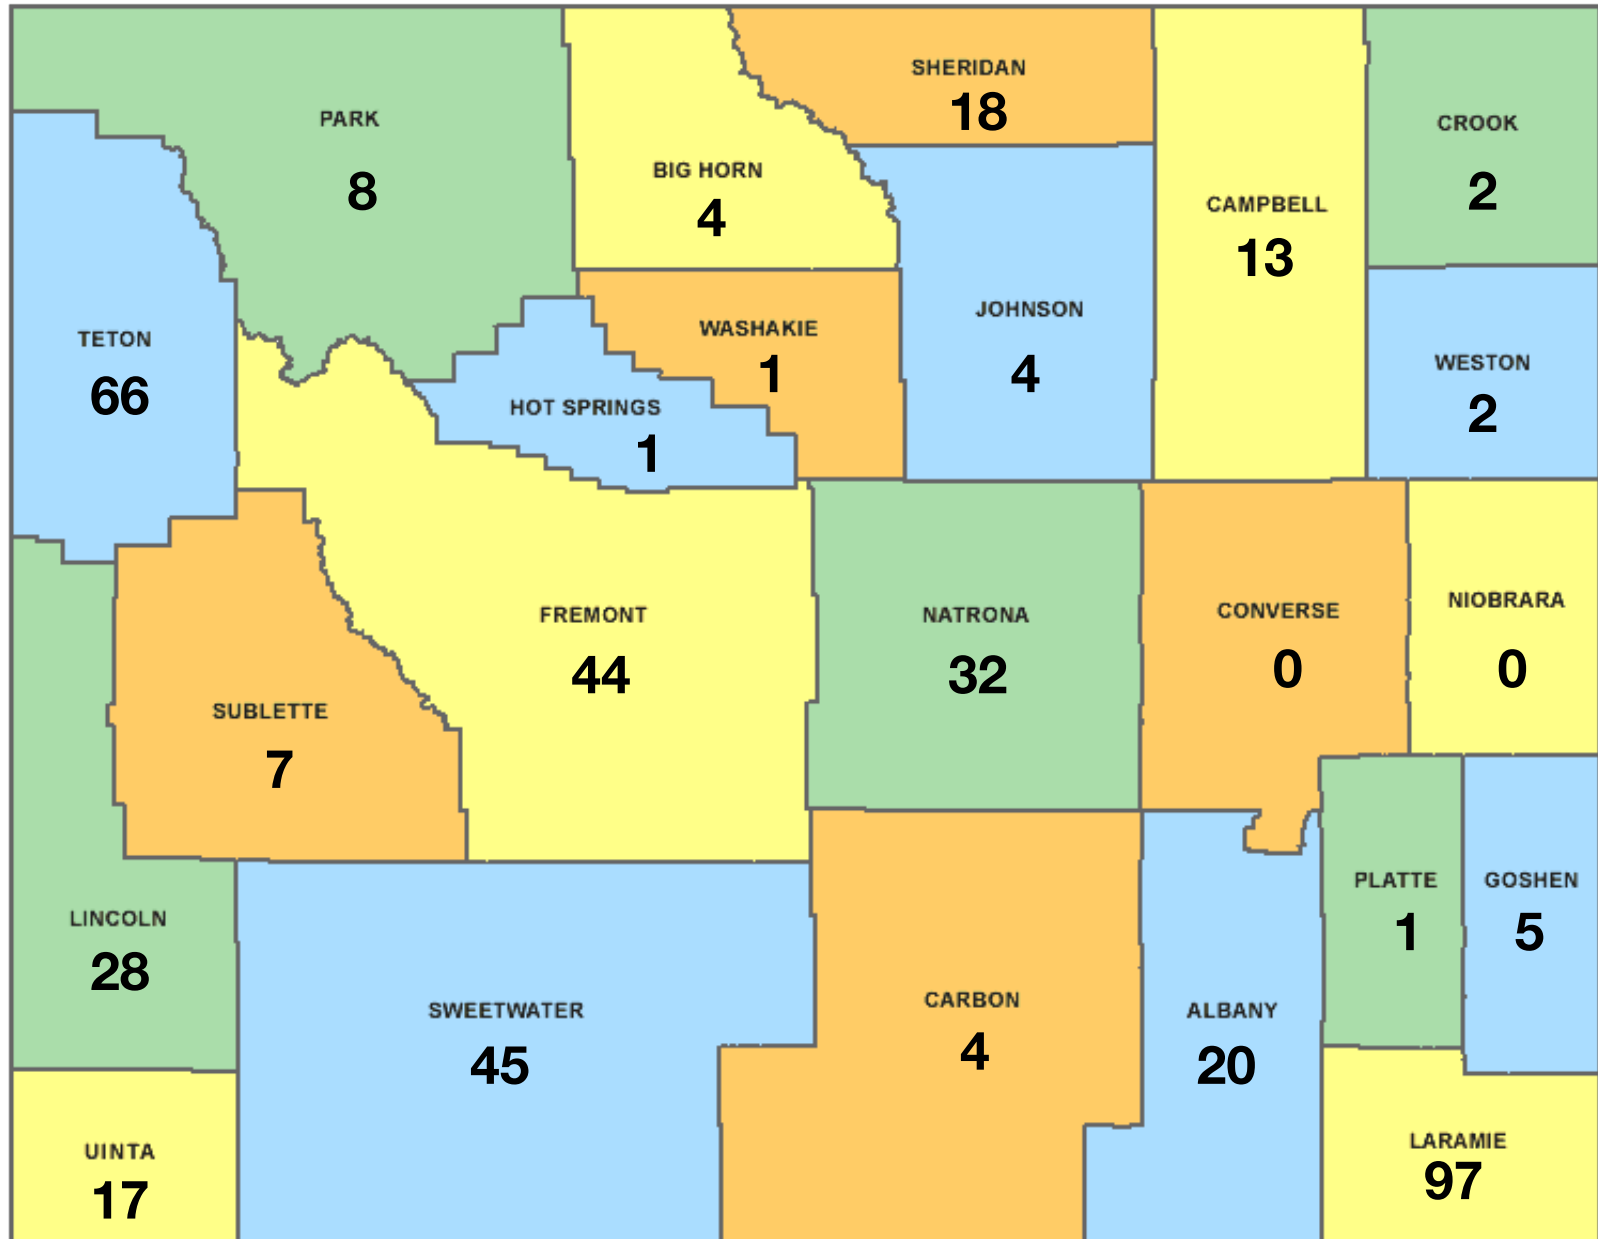 PARK
8
BIG HORN
4
SHERIDAN
18
CAMPBELL
13
CROOK
2
TETON
66
HOT SPRINGS
1
WASHAKIE
1
JOHNSON
4
WESTON
2
SUBLETTE
7
FREMONT
44
NATRONA
32
CONVERSE
0
NIOBRARA
0
LINCOLN
28
SWEETWATER
45
CARBON
4
ALBANY
20
PLATTE
1
GOSHEN
5
UINTA
17
LARAMIE
97